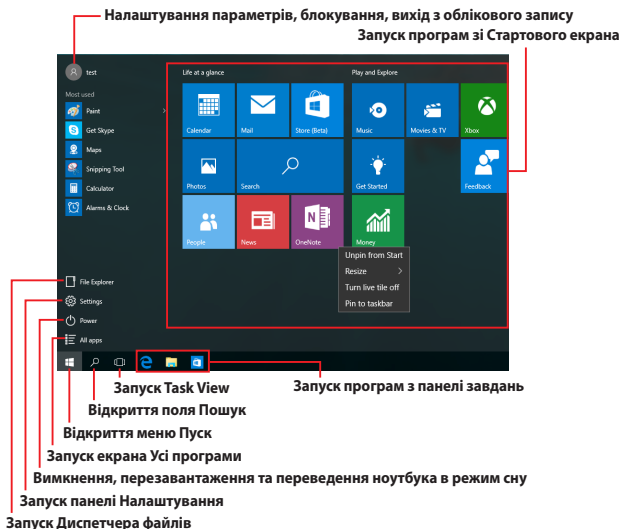 Налаштування параметрів, блокування, вихід з облікового запису
Запуск програм зі Стартового екрана
test
Life at a glance
Play and Explore
Most used
Paint
Get Skype
Maps
Snipping Tool
Calculator
Alarms & Clock
Calendar
Mail
Store (Beta)
Music
Movies & TV
Xbox
Photos
Search
Get Started
Feedback
People
News
OneNote
Money
Unpin from Start
Resize
Turn live tile off
Pin to taskbar
File Explorer
Settings
Power
All apps
Запуск Task View
Запуск програм з панелі завдань
Відкриття поля Пошук
Відкриття меню Пуск
Запуск екрана Усі програми
Вимкнення, перезавантаження та переведення ноутбука в режим сну
Запуск панелі Налаштування
Запуск Диспетчера файлів